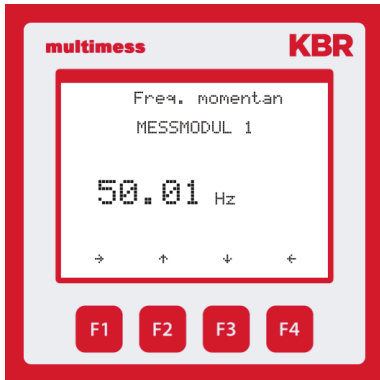 multimess KBR
Freq. momentan
MESSMODUL 1
50.01 Hz
→ ↑ ↓ ←
F1 F2 F3 F4